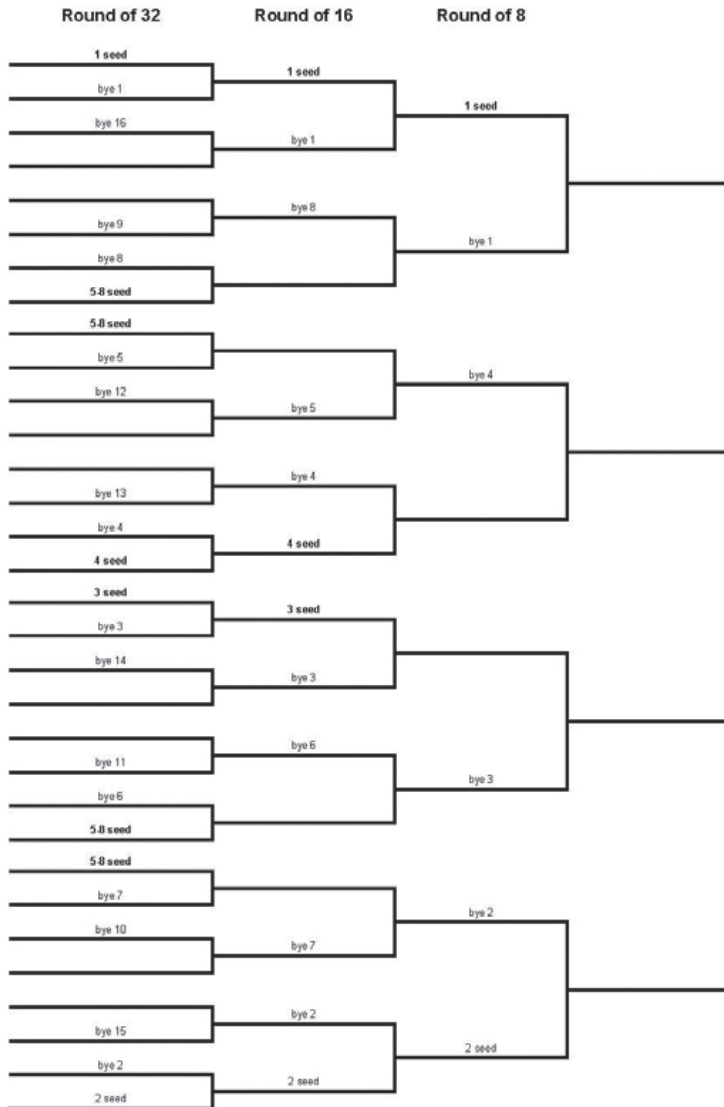 Round of 32
Round of 16
Round of 8
1 seed
bye 1
bye 16
bye 9
bye 8
5-8 seed
5-8 seed
bye 5
bye 12
bye 13
bye 4
4 seed
3 seed
bye 3
bye 14
bye 11
bye 6
5-8 seed
5-8 seed
bye 7
bye 10
bye 15
bye 2
2 seed
1 seed
bye 1
bye 8
bye 5
bye 4
4 seed
3 seed
bye 3
bye 6
bye 7
bye 2
2 seed
1 seed
bye 1
bye 4
bye 3
bye 2
2 seed